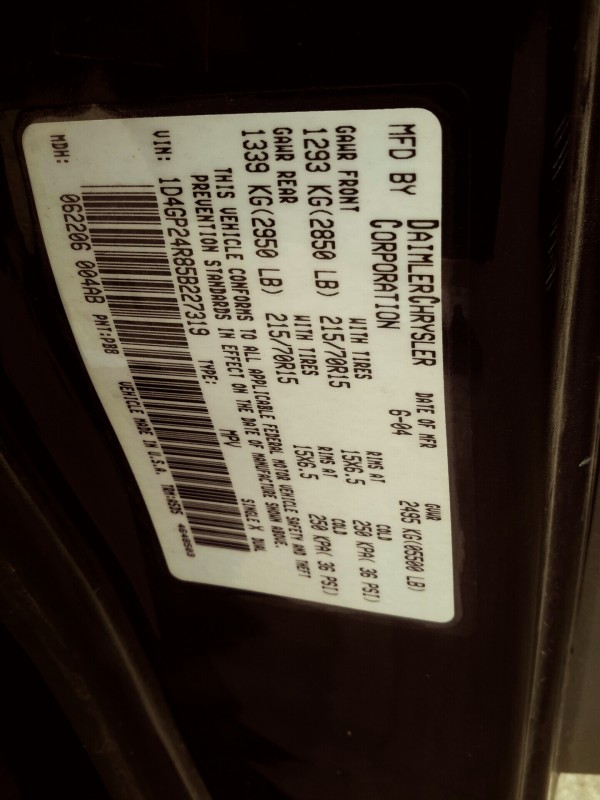 MFD BY DAIMLERCHRYSLER DATE OF MFR GVWR
CORPORATION 6-04 2495 KG(05500 LB)
GAWR FRONT WITH TIRES RIMS AT COLD
1293 KG(2850 LB) 215/70R15 15X6.5 250 KPA( 36 PSI)
GAWR REAR WITH TIRES RIMS AT COLD
1339 KG(2950 LB) 215/70R15 15X6.5 250 KPA( 36 PSI)
THIS VEHICLE CONFORMS TO ALL APPLICABLE FEDERAL MOTOR VEHICLE SAFETY AND THEFT
PREVENTION STANDARDS IN EFFECT ON THE DATE OF MANUFACTURE SHOWN ABOVE.
VIN: 1D4GP24R85B227319 TYPE: MPV SINGLE X DUAL
MDH: 062206 004AB PNT:PBB VEHICLE MADE IN U.S.A.